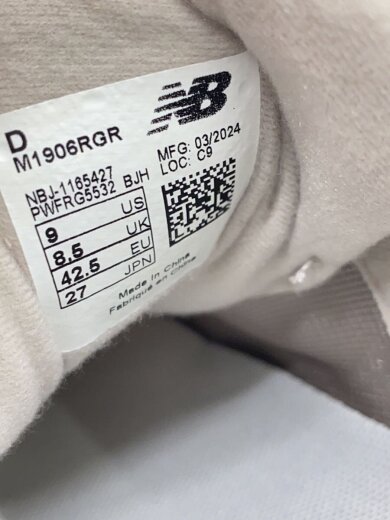 NB
D
M1906RGR
MFG: 03/2024
LOC: C9
NBJ-1165427
PWFRG5532 BJH
9 US
8.5 UK
42.5 EU
27 JPN
Made in China
Fabriqué en Chine